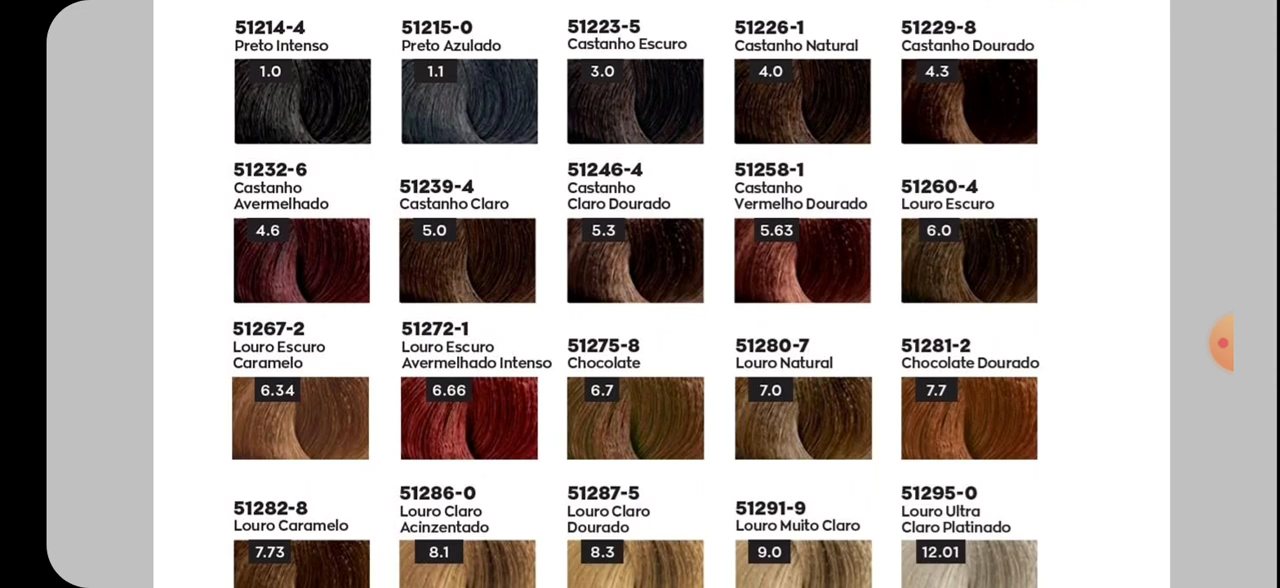 51214-4
Preto Intenso
1.0
51215-0
Preto Azulado
1.1
51223-5
Castanho Escuro
3.0
51226-1
Castanho Natural
4.0
51229-8
Castanho Dourado
4.3
51232-6
Castanho
Avermelhado
4.6
51239-4
Castanho Claro
5.0
51246-4
Castanho
Claro Dourado
5.3
51258-1
Castanho
Vermelho Dourado
5.63
51260-4
Louro Escuro
6.0
51267-2
Louro Escuro
Caramelo
6.34
51272-1
Louro Escuro
Avermelhado Intenso
6.66
51275-8
Chocolate
6.7
51280-7
Louro Natural
7.0
51281-2
Chocolate Dourado
7.7
51282-8
Louro Caramelo
7.73
51286-0
Louro Claro
Acinzentado
8.1
51287-5
Louro Claro
Dourado
8.3
51291-9
Louro Muito Claro
9.0
51295-0
Louro Ultra
Claro Platinado
12.01